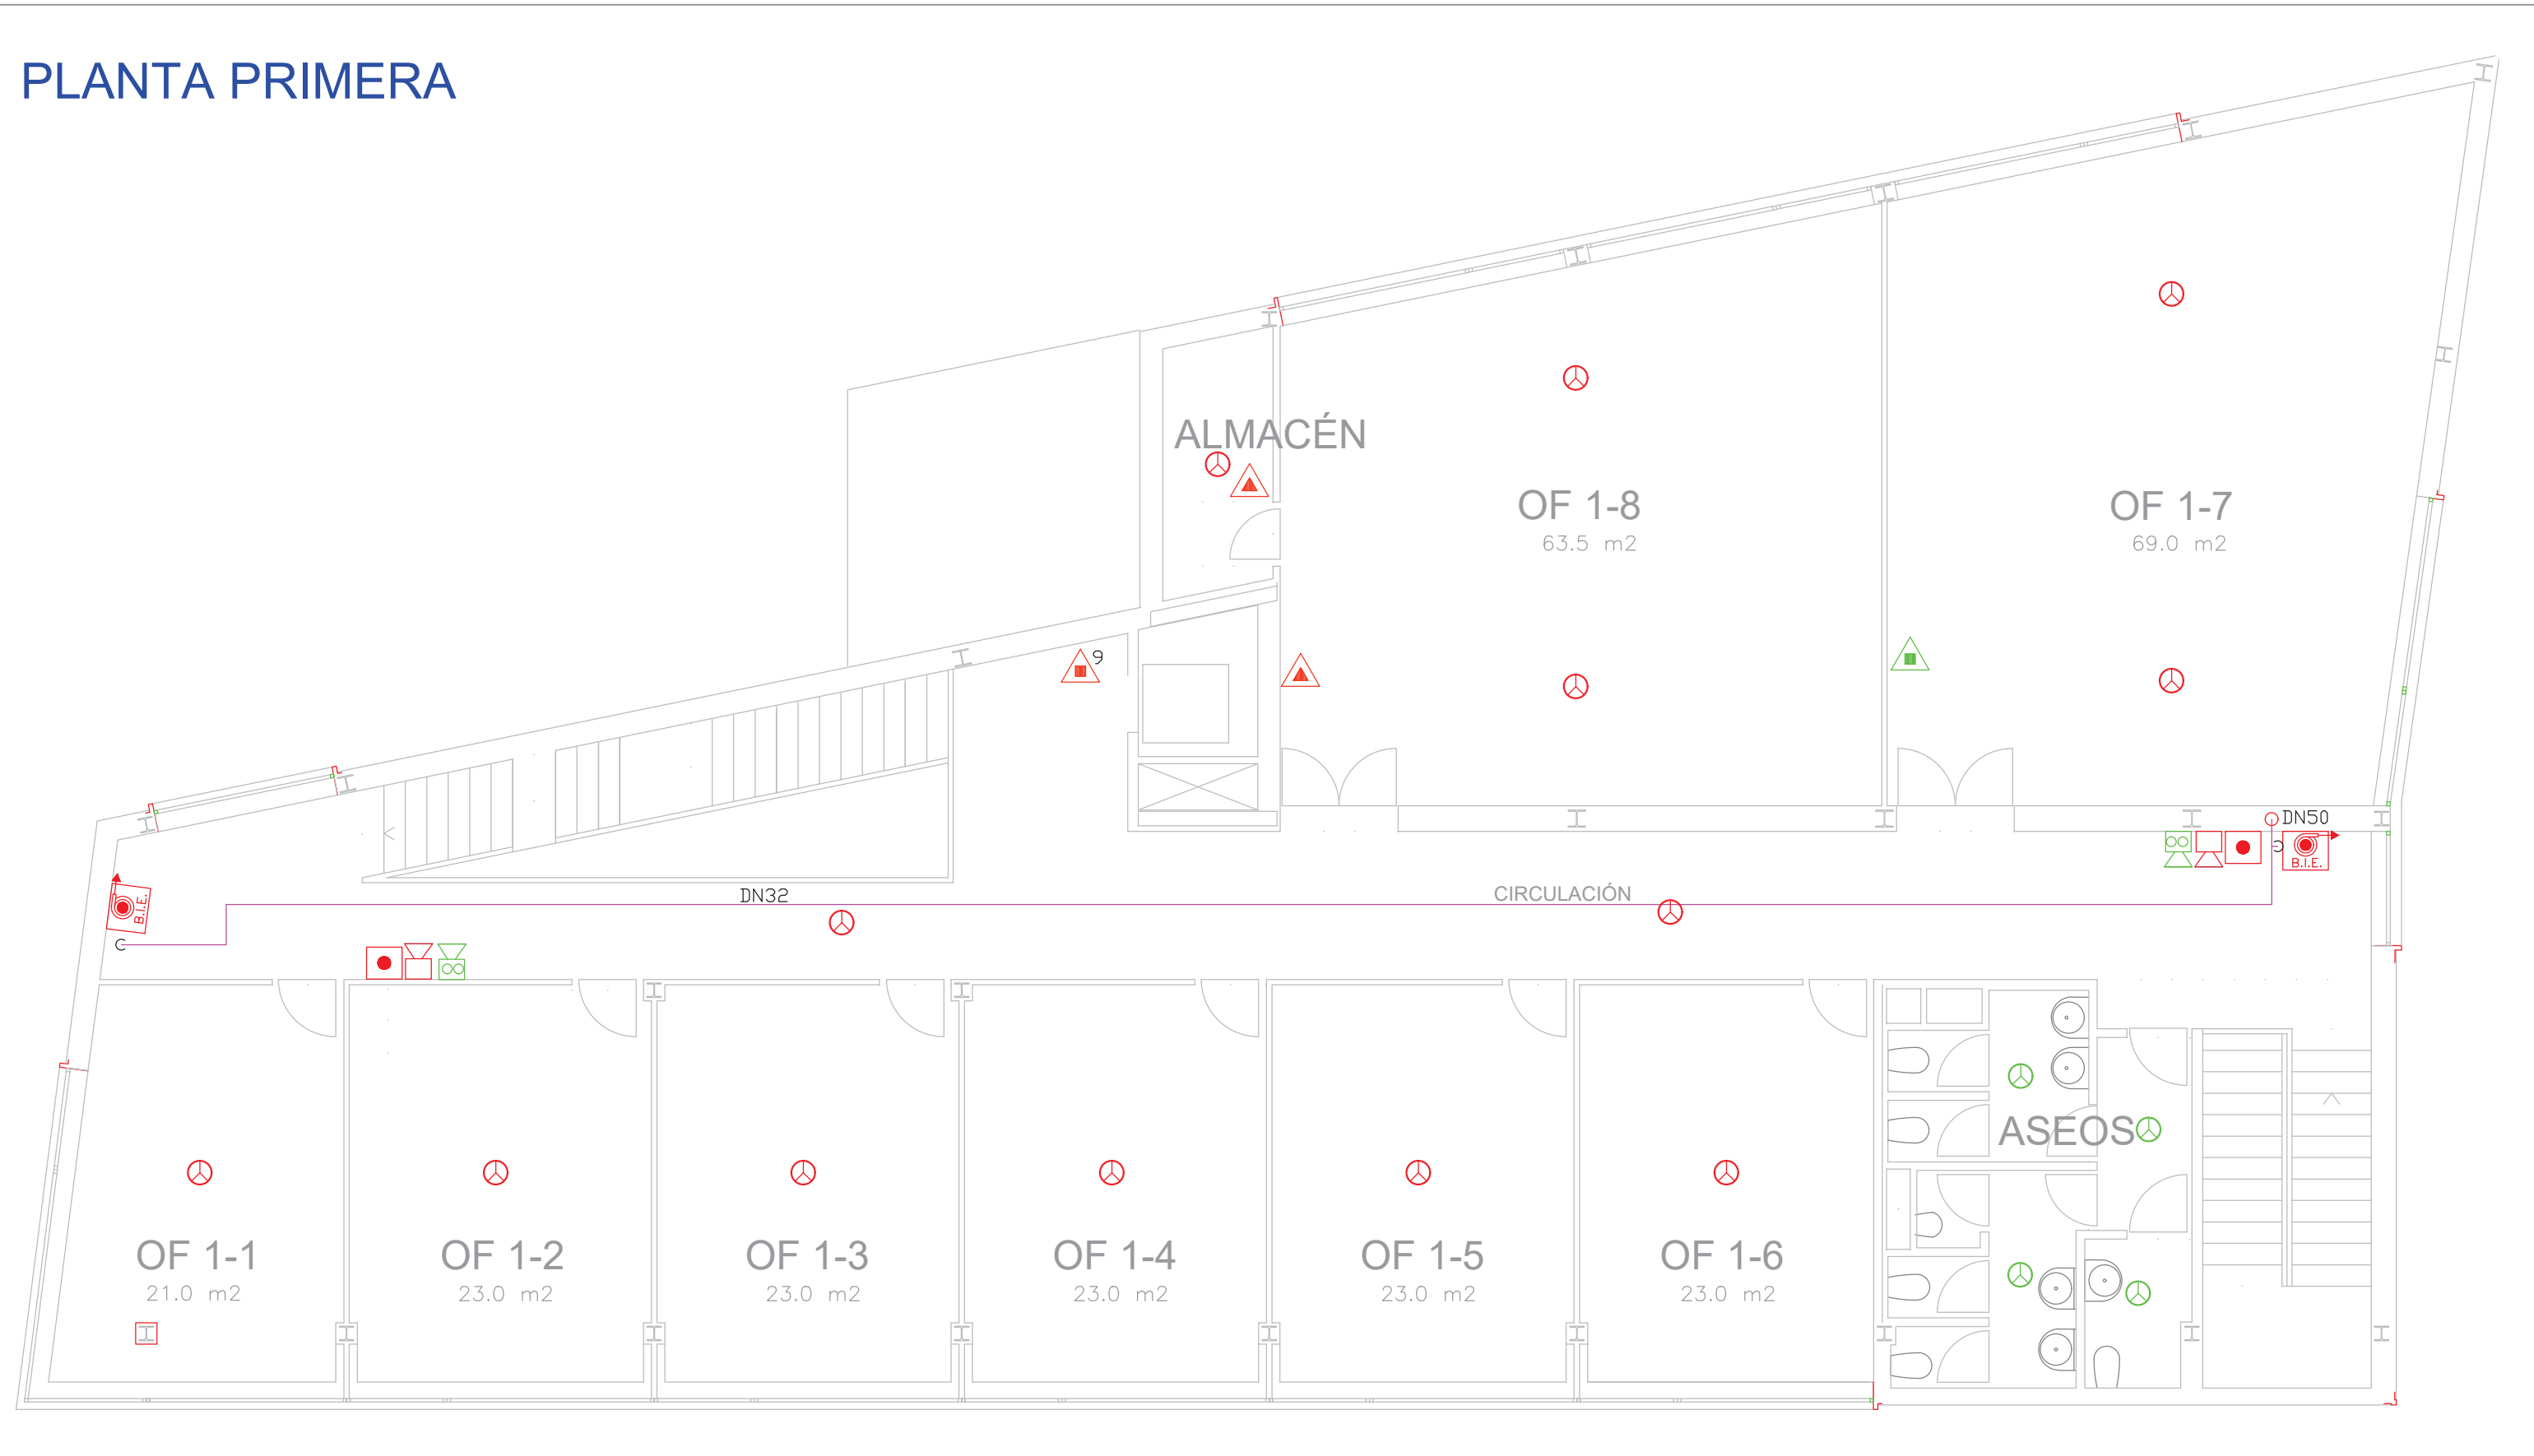 PLANTA PRIMERA
ALMACÉN
OF 1-8
63.5 m2
OF 1-7
69.0 m2
9
DN50
B.I.E.
B.I.E.
DN32
CIRCULACIÓN
ASEOS
OF 1-1
21.0 m2
OF 1-2
23.0 m2
OF 1-3
23.0 m2
OF 1-4
23.0 m2
OF 1-5
23.0 m2
OF 1-6
23.0 m2